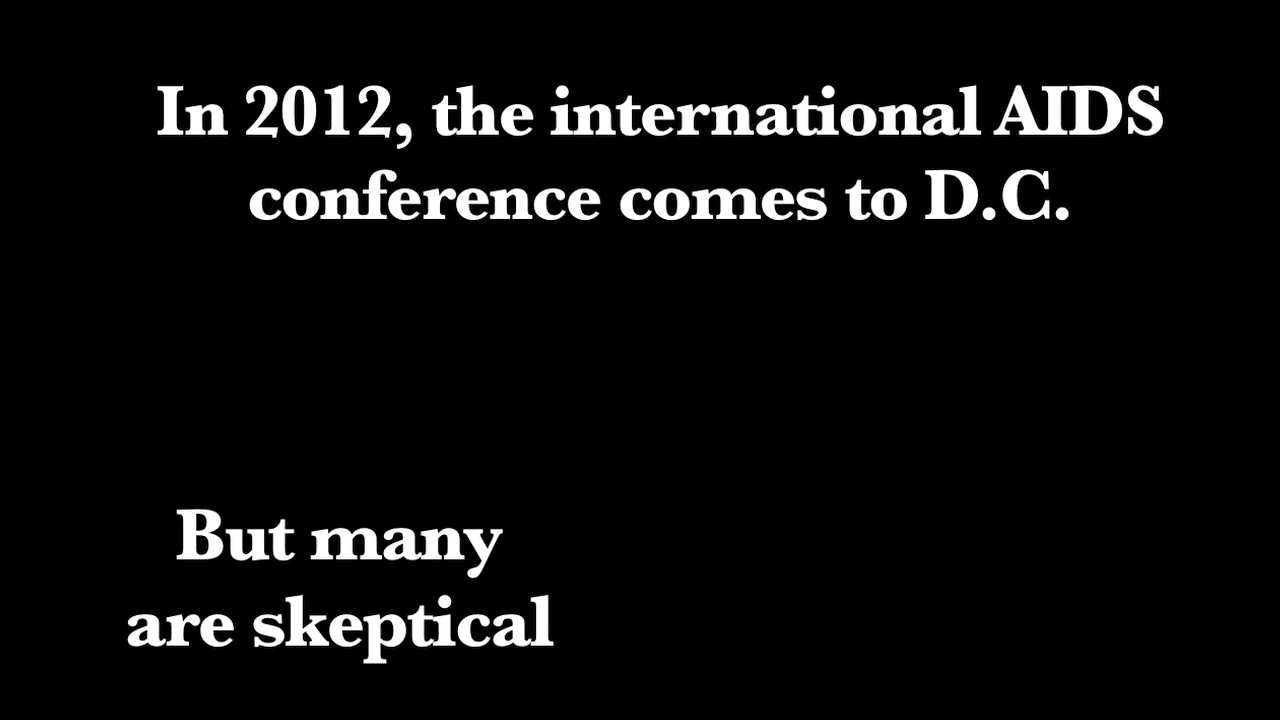 In 2012, the international AIDS
conference comes to D.C.
But many
are skeptical